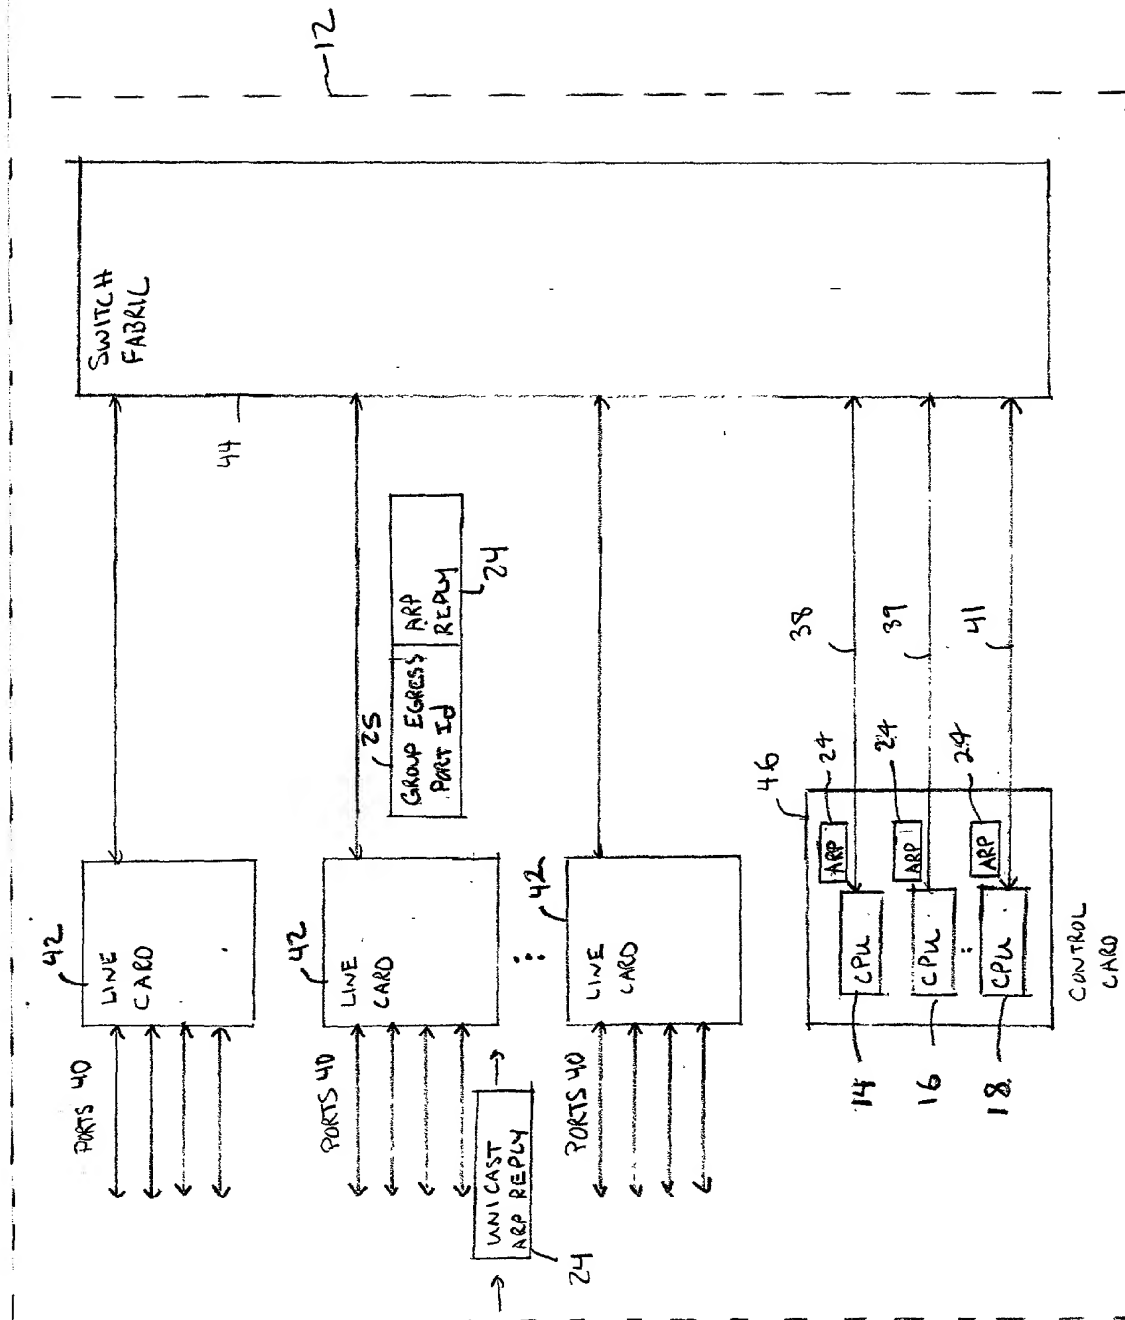 12
SWITCH
FABRIC
44
PORTS 40
42
LINE
CARD
PORTS 40
42
LINE
CARD
25
GROUP EGRESS
PORT Id
ARP
REPLY
24
UNICAST
ARP REPLY
24
PORTS 40
42
LINE
CARD
46
ARP
24
38
14
CPU
ARP
24
39
16
CPU
ARP
24
41
18
CPU
CONTROL
CARD